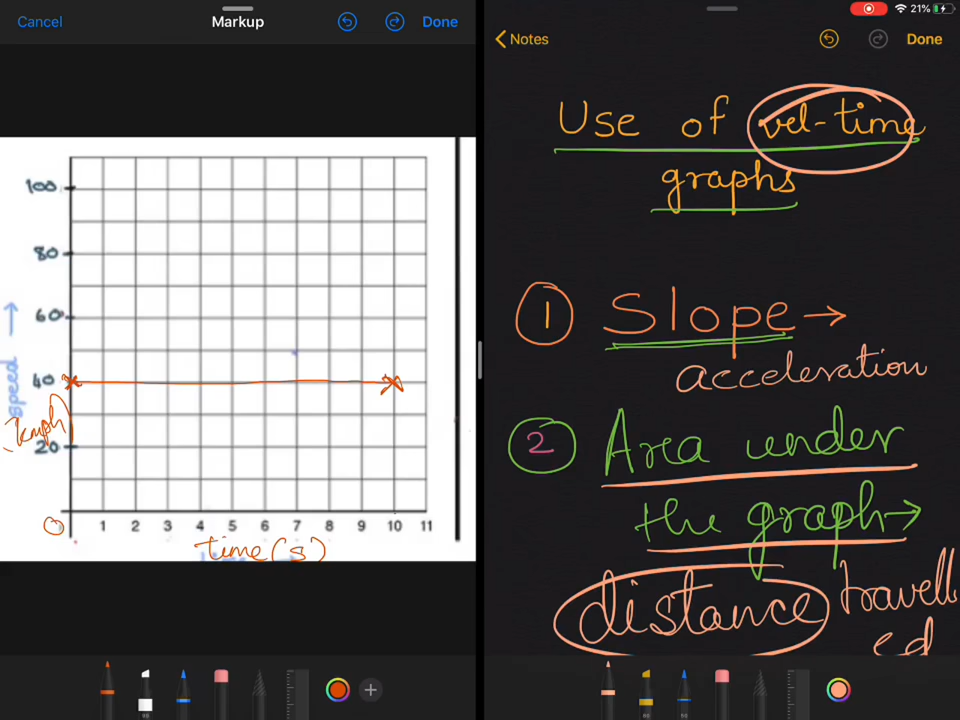 Cancel
Markup
Done
100
80
60
40
20
0
speed →
kmph
1 2 3 4 5 6 7 8 9 10 11
time (s)
21%
Notes
Done
Use of vel-time
graphs
1 Slope →
acceleration
2 Area under
the graph →
distance travell
ed